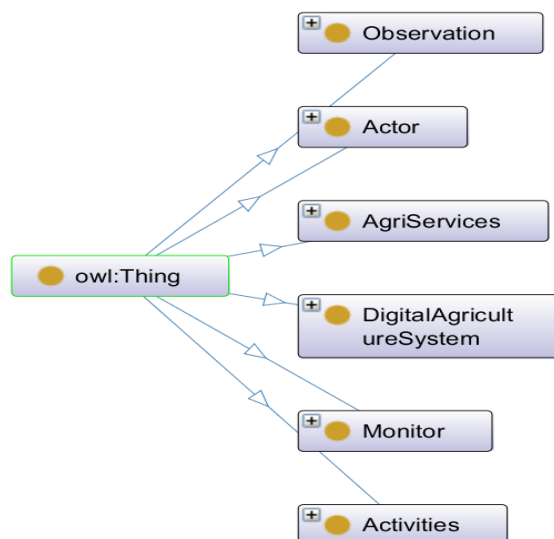 Observation
Actor
AgriServices
owl:Thing
DigitalAgricult
ureSystem
Monitor
Activities